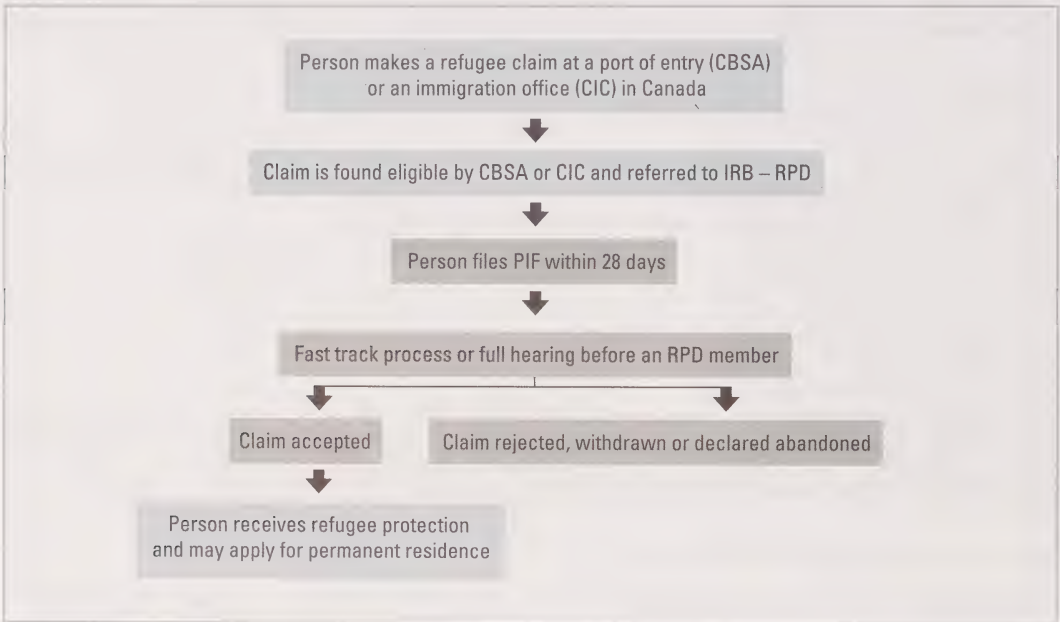 Person makes a refugee claim at a port of entry (CBSA)
or an immigration office (CIC) in Canada
Claim is found eligible by CBSA or CIC and referred to IRB – RPD
Person files PIF within 28 days
Fast track process or full hearing before an RPD member
Claim accepted
Claim rejected, withdrawn or declared abandoned
Person receives refugee protection
and may apply for permanent residence